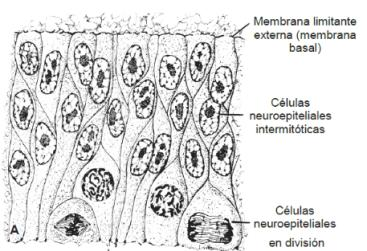 Membrana limitante
externa (membrana
basal)
Células
neuroepiteliales
intermitóticas
Células
neuroepiteliales
en división
A